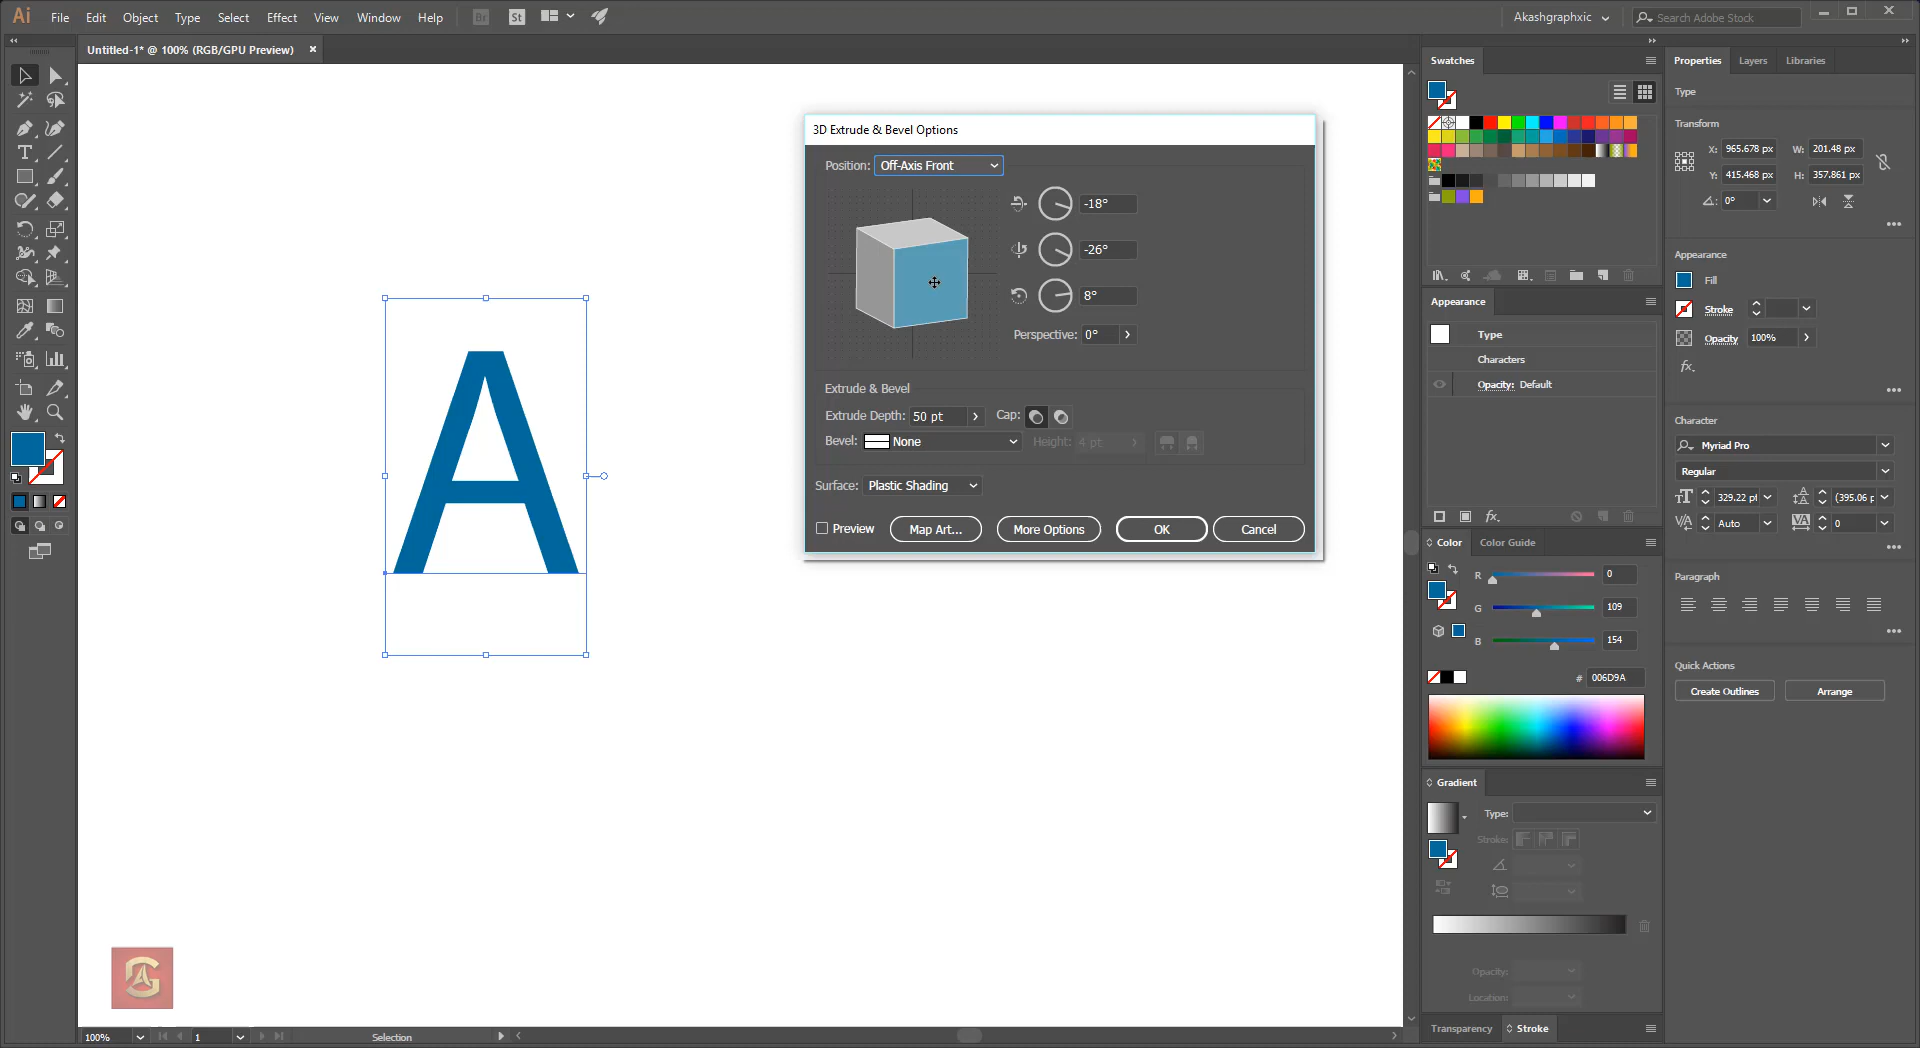 Ai File Edit Object Type Select Effect View Window Help Br St Akashgraphxic Search Adobe Stock
Untitled-1* @ 100% (RGB/GPU Preview)
3D Extrude & Bevel Options
Position: Off-Axis Front
-18°
-26°
8°
Perspective: 0°
Extrude & Bevel
Extrude Depth: 50 pt Cap:
Bevel: None Height: 4 pt
Surface: Plastic Shading
Preview Map Art... More Options OK Cancel
A
G
100% 1 Selection
Swatches
Appearance
Type
Characters
Opacity: Default
fx.
Color Color Guide
R 0
G 109
B 154
# 006D9A
Gradient
Type:
Stroke:
Opacity:
Location:
Transparency Stroke
Properties Layers Libraries
Type
Transform
X: 965.678 px W: 201.48 px
Y: 415.468 px H: 357.861 px
0°
Appearance
Fill
Stroke
Opacity 100%
fx.
Character
Myriad Pro
Regular
329.22 pt (395.06 p
Auto 0
Paragraph
Quick Actions
Create Outlines Arrange